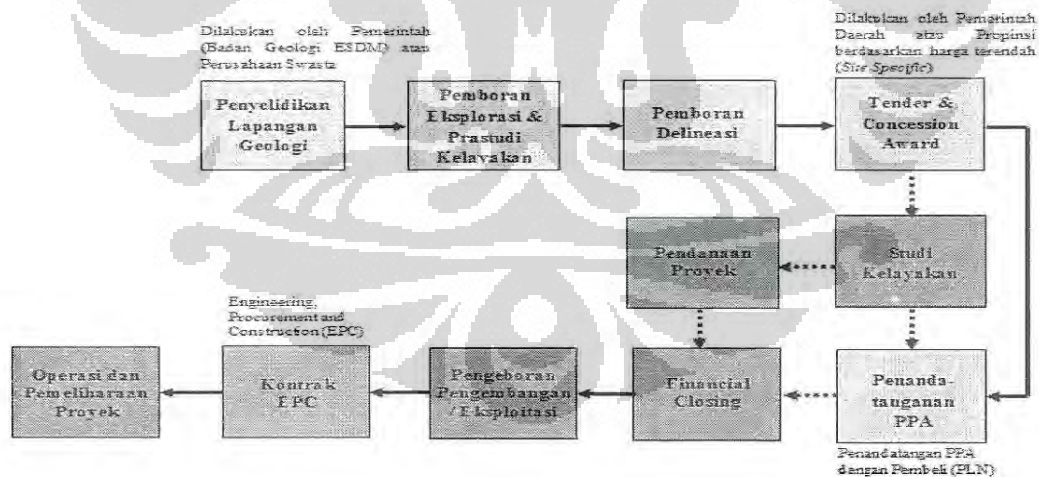 Dilakukan oleh Pemerintah
(Badan Geologi ESDM) atau
Perusahaan Swasta
Dilakukan oleh Pemerintah
Daerah atau Propinsi
berdasarkan harga terendah
(Site Specific)
Penyelidikan
Lapangan
Geologi
Pemboran
Eksplorasi &
Prastudi
Kelayakan
Pemboran
Delineasi
Tender &
Concession
Award
Pendanaan
Proyek
Studi
Kelayakan
Engineering,
Procurement and
Construction (EPC)
Operasi dan
Pemeliharaan
Proyek
Kontrak
EPC
Pengeboran
Pengembangan
/ Eksploitasi
Financial
Closing
Penanda-
tanganan
PPA
Penandatangan PPA
dengan Pembeli (PLN)